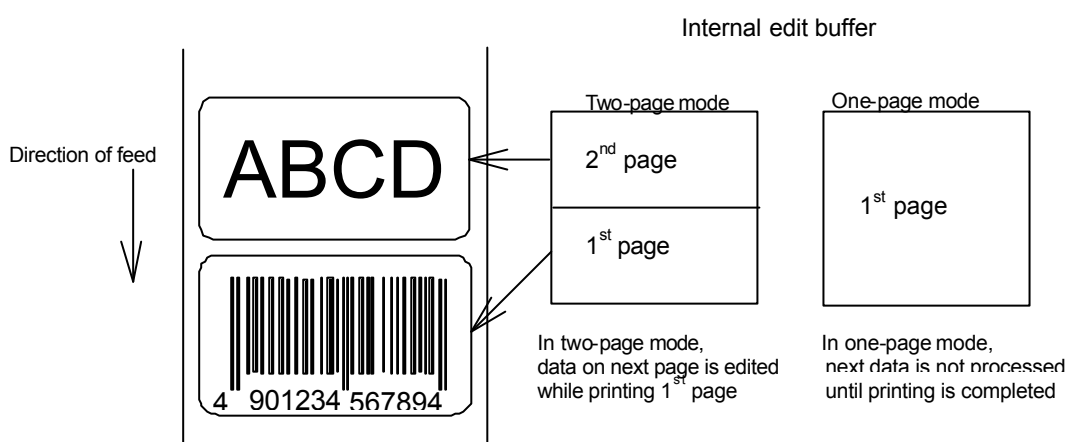 Internal edit buffer
Two-page mode
One-page mode
Direction of feed
ABCD
2nd page
1st page
1st page
4 901234 567894
In two-page mode,
data on next page is edited
while printing 1st page
In one-page mode,
next data is not processed
until printing is completed